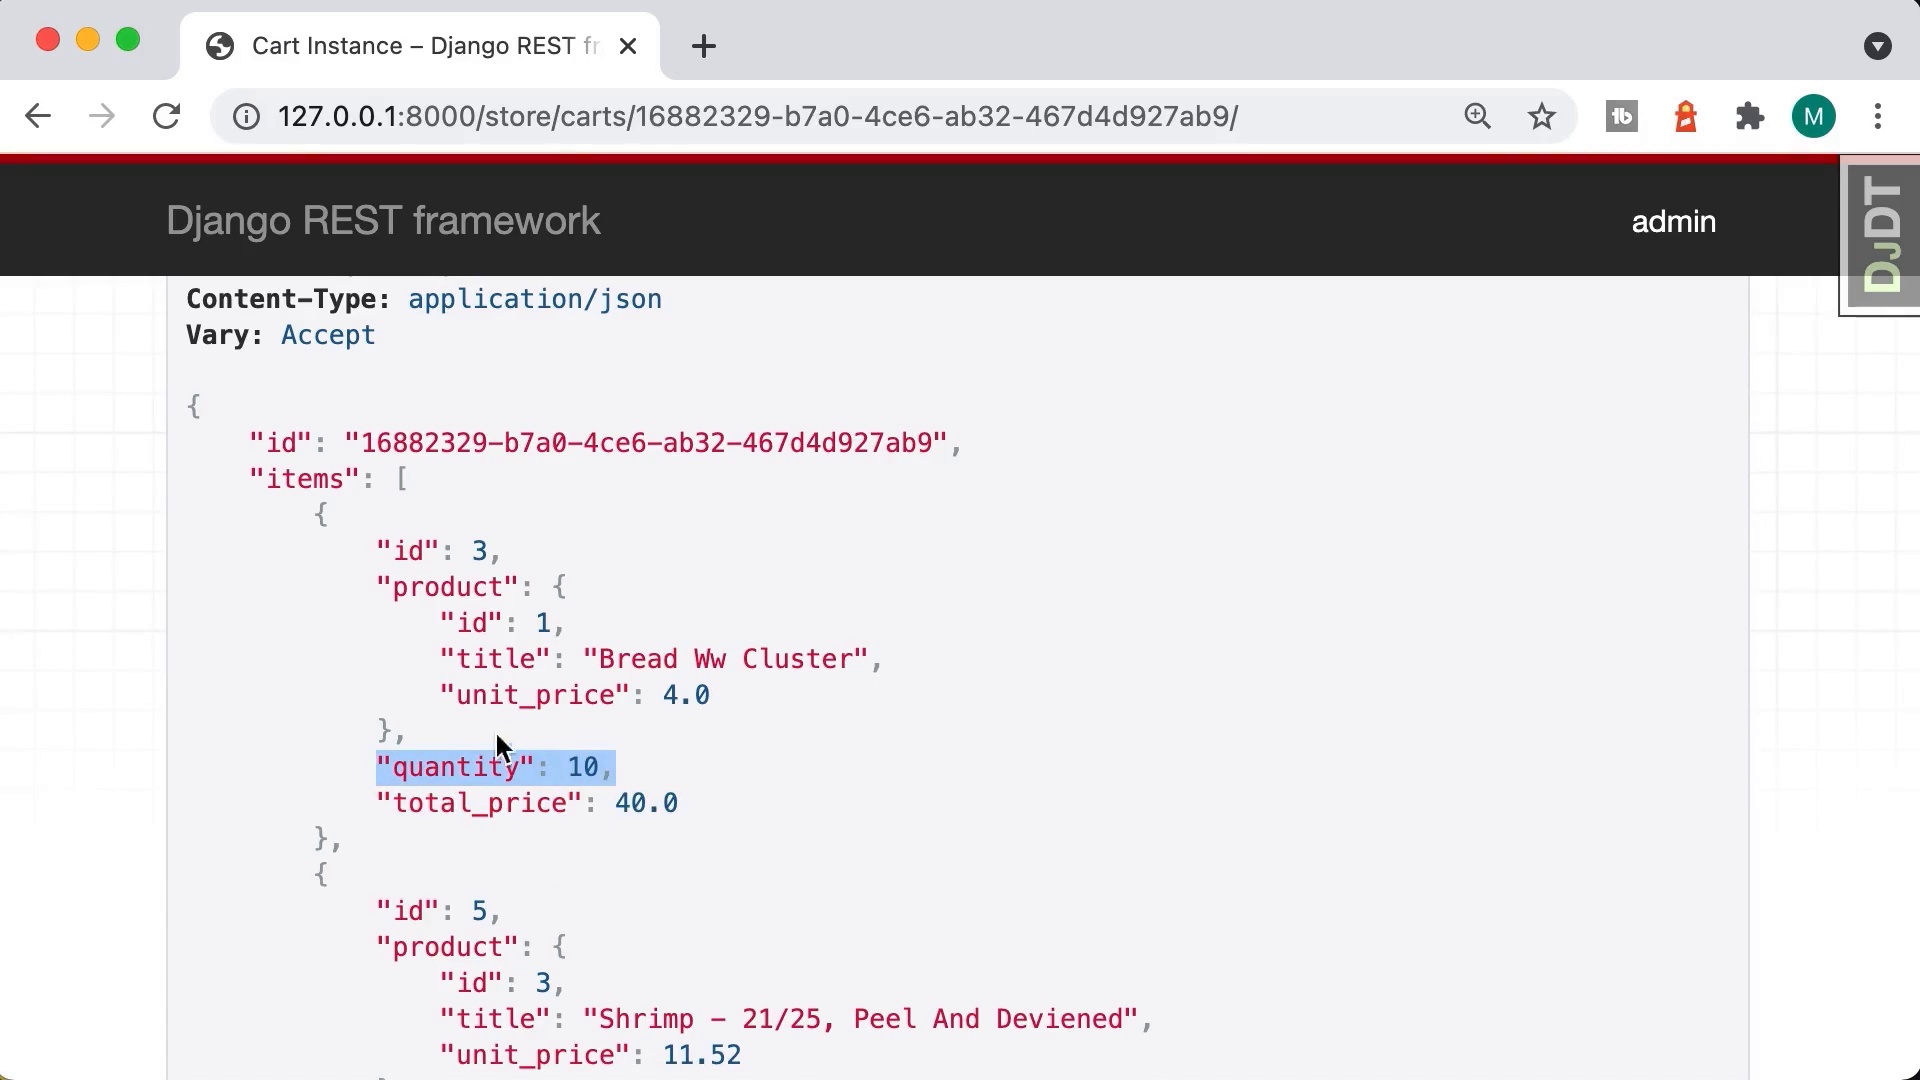 Cart Instance – Django REST fr
127.0.0.1:8000/store/carts/16882329-b7a0-4ce6-ab32-467d4d927ab9/
tb
M
Django REST framework
admin
DJDT
Content-Type: application/json
Vary: Accept
{
"id": "16882329-b7a0-4ce6-ab32-467d4d927ab9",
"items": [
{
"id": 3,
"product": {
"id": 1,
"title": "Bread Ww Cluster",
"unit_price": 4.0
},
"quantity": 10,
"total_price": 40.0
},
{
"id": 5,
"product": {
"id": 3,
"title": "Shrimp - 21/25, Peel And Deviened",
"unit_price": 11.52